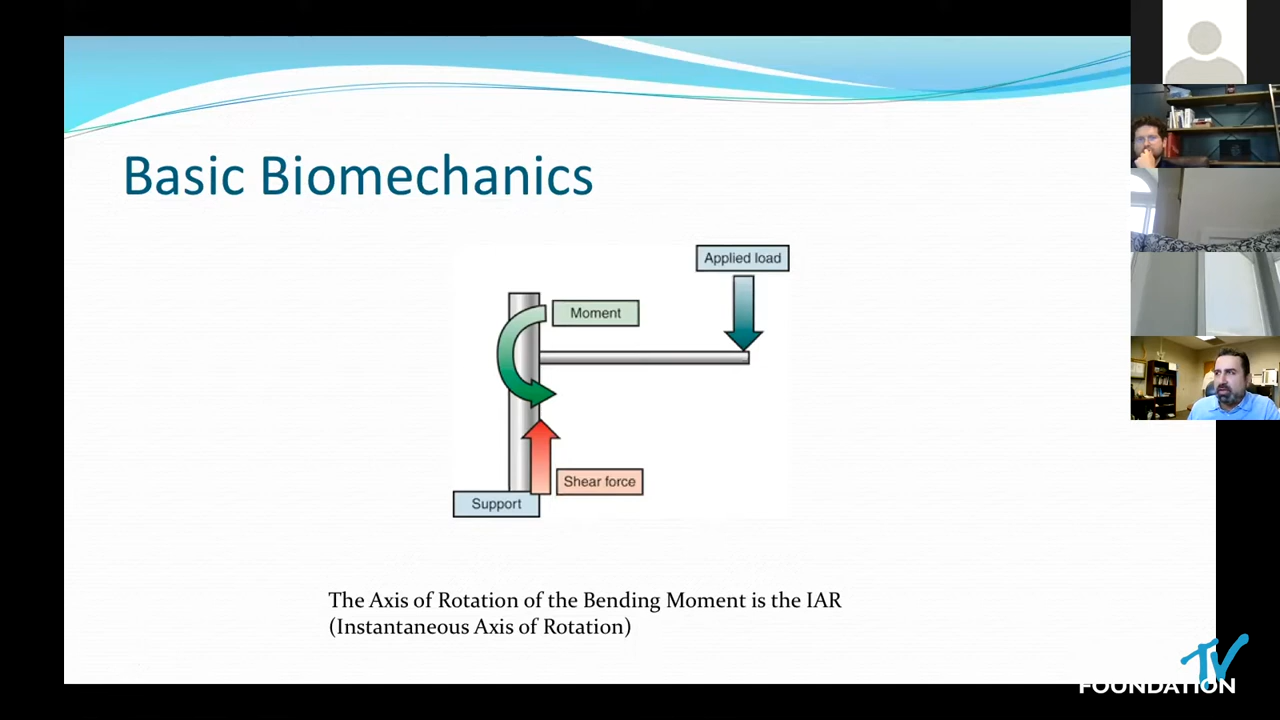 Basic Biomechanics
Applied load
Moment
Shear force
Support
The Axis of Rotation of the Bending Moment is the IAR
(Instantaneous Axis of Rotation)
TV
FOUNDATION